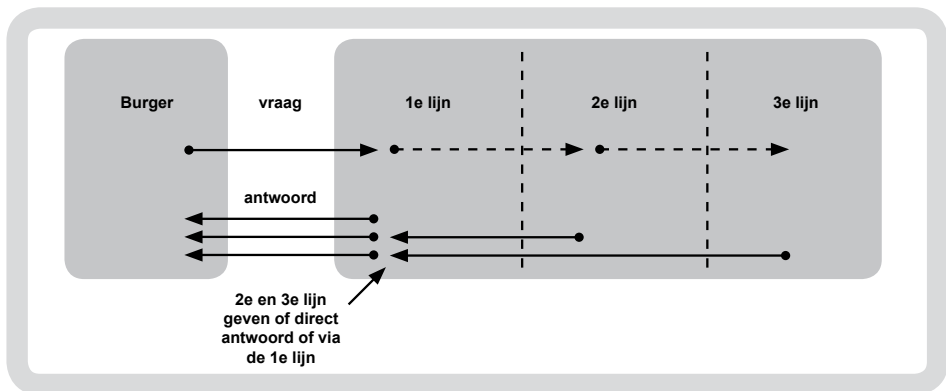 Burger
vraag
1e lijn
2e lijn
3e lijn
antwoord
2e en 3e lijn
geven of direct
antwoord of via
de 1e lijn